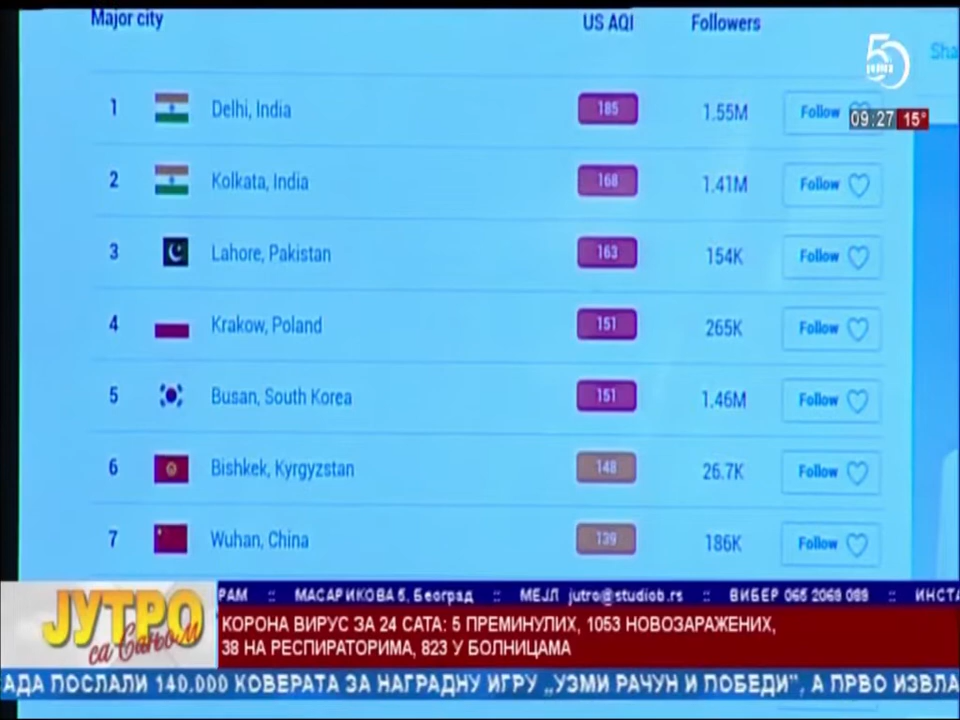 Major city US AQI Followers
Sha
1 Delhi, India 185 1.55M Follow
09:27 15°
2 Kolkata, India 168 1.41M Follow
3 Lahore, Pakistan 163 154K Follow
4 Krakow, Poland 151 265K Follow
5 Busan, South Korea 151 1.46M Follow
6 Bishkek, Kyrgyzstan 148 26.7K Follow
7 Wuhan, China 139 186K Follow
РАМ :: МАСАРИКОВА 5, Београд :: МЕЈЛ jutro@studiob.rs :: ВИБЕР 065 2069 089 :: ИНСТА
ЈУТРО
са Сањом
КОРОНА ВИРУС ЗА 24 САТА: 5 ПРЕМИНУЛИХ, 1053 НОВОЗАРАЖЕНИХ,
38 НА РЕСПИРАТОРИМА, 823 У БОЛНИЦАМА
АДА ПОСЛАЛИ 140.000 КОВЕРАТА ЗА НАГРАДНУ ИГРУ „УЗМИ РАЧУН И ПОБЕДИ”, А ПРВО ИЗВЛА